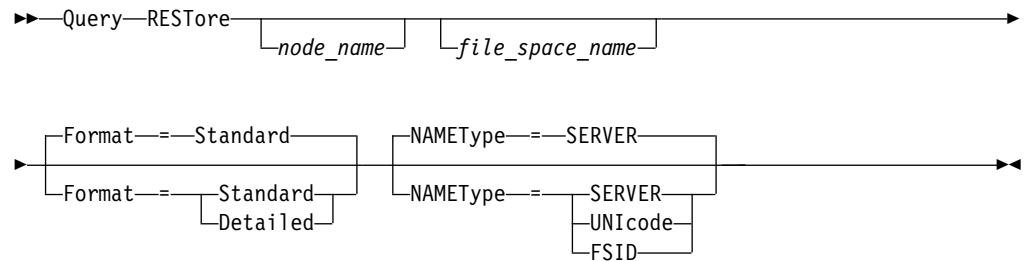 Query RESTore
node_name file_space_name
Format = Standard NAMEType = SERVER
Format = Standard NAMEType = SERVER
Detailed UNIcode
FSID